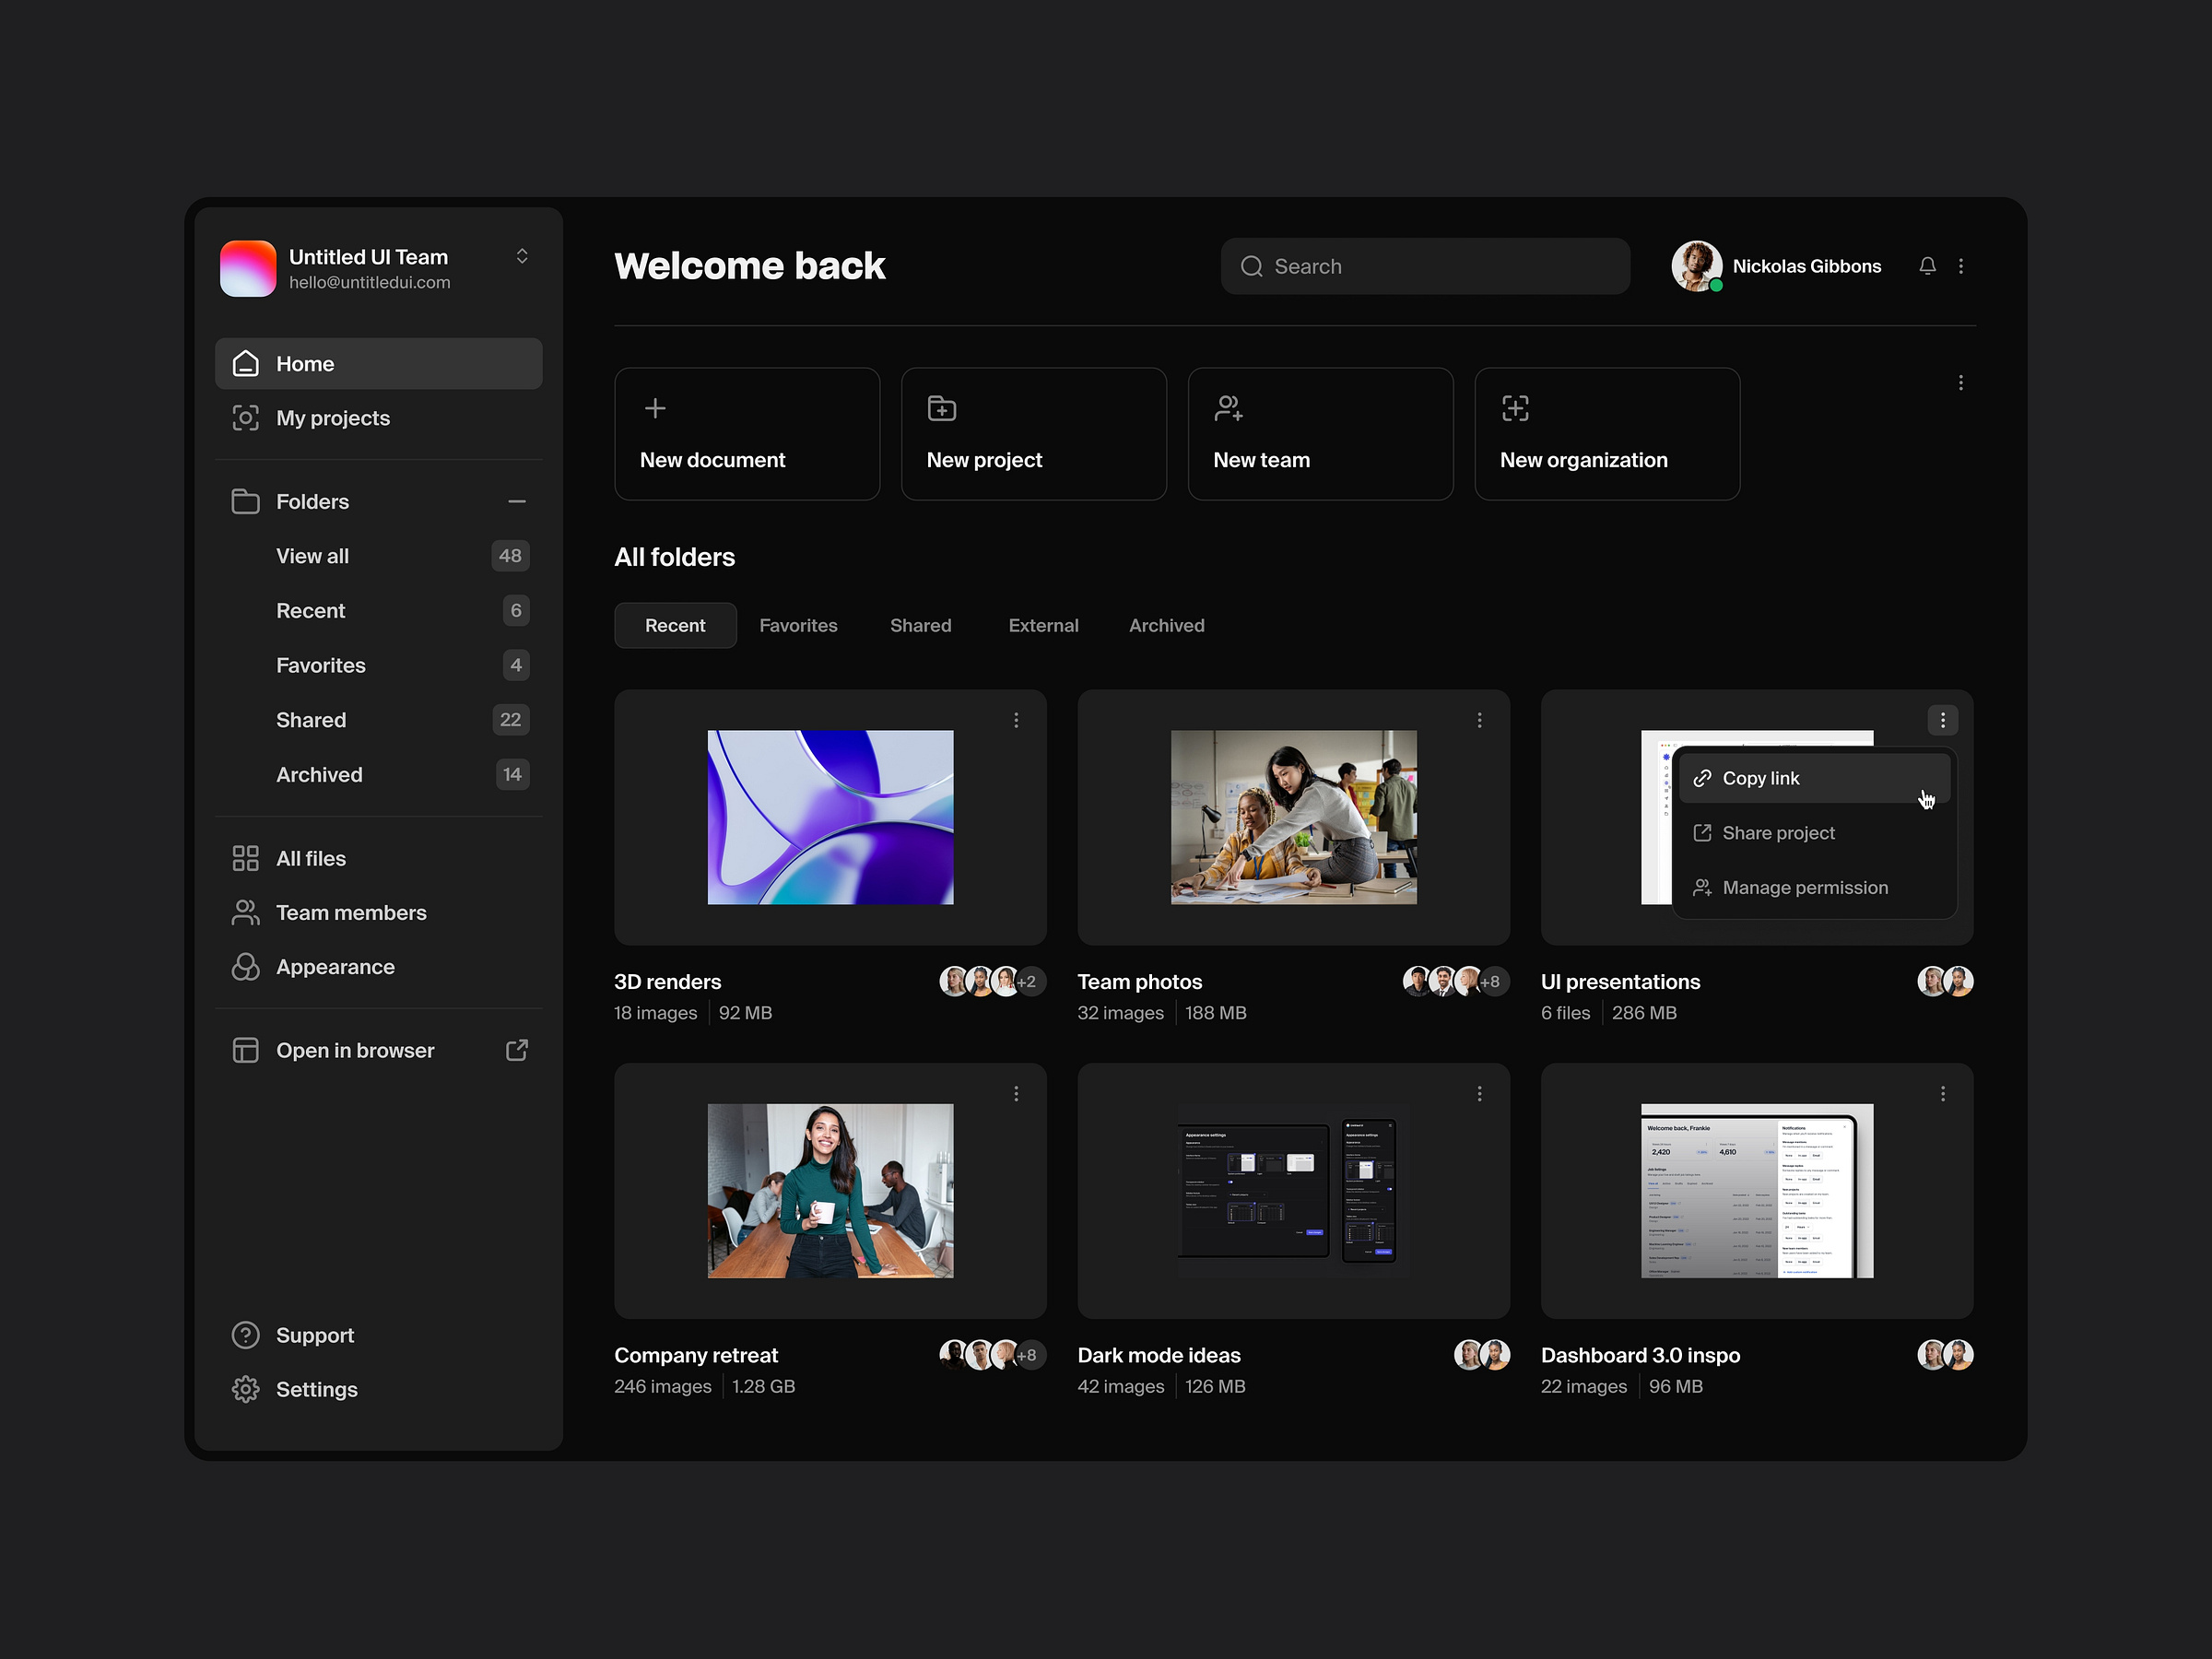 Untitled UI Team
hello@untitledui.com
Home
My projects
Folders
View all 48
Recent 6
Favorites 4
Shared 22
Archived 14
All files
Team members
Appearance
Open in browser
Support
Settings
Welcome back
Search
Nickolas Gibbons
New document
New project
New team
New organization
All folders
Recent Favorites Shared External Archived
Copy link
Share project
Manage permission
3D renders +2
18 images 92 MB
Team photos +8
32 images 188 MB
UI presentations
6 files 286 MB
Appearance settings
Appearance settings
Welcome back, Frankie
2,420 4,610
Notifications
Company retreat +8
246 images 1.28 GB
Dark mode ideas
42 images 126 MB
Dashboard 3.0 inspo
22 images 96 MB